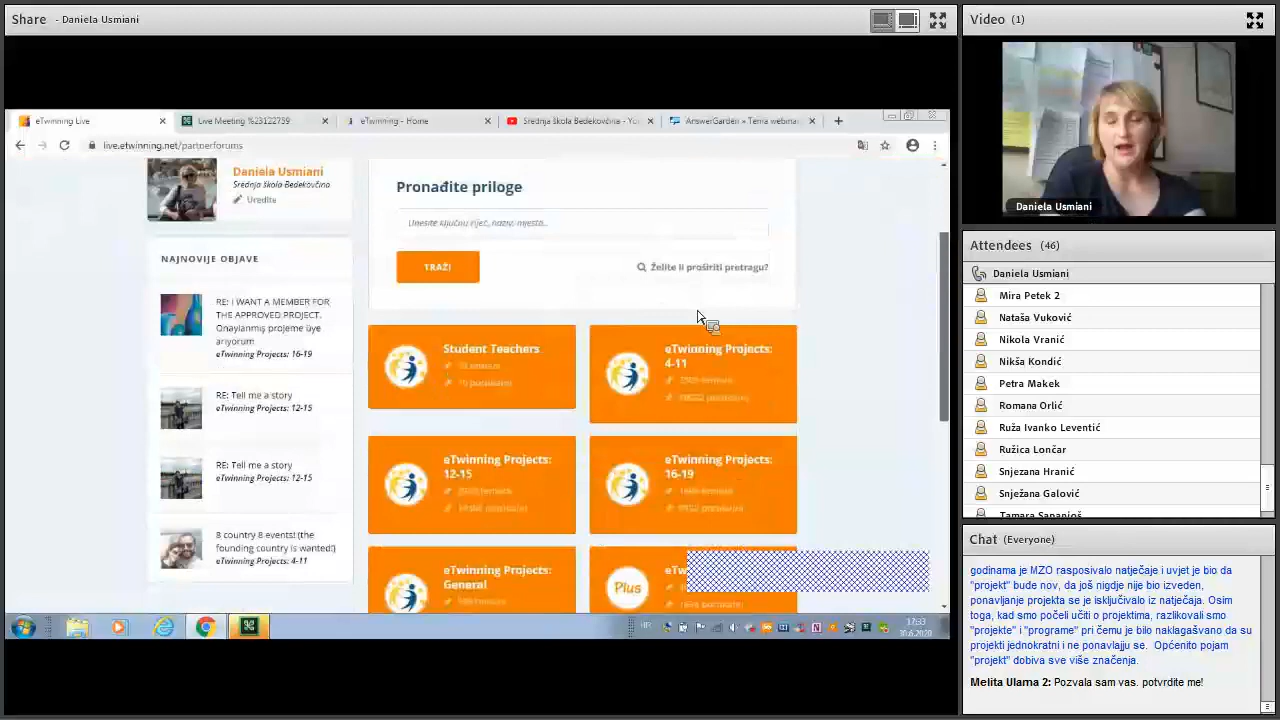 Share - Daniela Usmiani
Video (1)
eTwinning Live
Live Meeting %23122759
eTwinning - Home
Srednja škola Bedekovčina - Yo
AnswerGarden » Tema webinar
live.etwinning.net/partnerforums
Daniela Usmiani
Srednja škola Bedekovčina
Uredite
Pronađite priloge
Unesite ključnu riječ, naziv, mjesto...
TRAŽI
Želite li proširiti pretragu?
NAJNOVIJE OBJAVE
RE: I WANT A MEMBER FOR
THE APPROVED PROJECT.
Onaylanmış projeme üye
arıyorum
eTwinning Projects: 16-19
RE: Tell me a story
eTwinning Projects: 12-15
RE: Tell me a story
eTwinning Projects: 12-15
8 country 8 events! (the
founding country is wanted!)
eTwinning Projects: 4-11
Student Teachers
eTwinning Projects:
4-11
eTwinning Projects:
12-15
eTwinning Projects:
16-19
eTwinning Projects:
General
Plus
HR
17:33
30.6.2020.
Daniela Usmiani
Attendees (46)
Daniela Usmiani
Mira Petek 2
Nataša Vuković
Nikola Vranić
Nikša Kondić
Petra Makek
Romana Orlić
Ruža Ivanko Leventić
Ružica Lončar
Snjezana Hranić
Snježana Galović
Tamara
Chat (Everyone)
godinama je MZO rasposivalo natječaje i uvjet je bio da
"projekt" bude nov, da još nigdje nije bio izveden,
ponavljanje projekta se je isključivalo iz natječaja. Osim
toga, kad smo počeli učiti o projektima, razlikovali smo
"projekte" i "programe" pri čemu je bilo naklagašvano da su
projekti jednokratni i ne ponavlajju se. Općenito pojam
"projekt" dobiva sve više značenja.
Melita Ulama 2: Pozvala sam vas. potvrdite me!